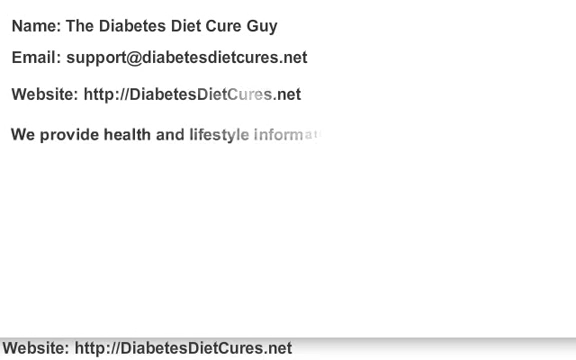 Name: The Diabetes Diet Cure Guy
Email: support@diabetesdietcures.net
Website: http://DiabetesDietCures.net
We provide health and lifestyle
Website: http://DiabetesDietCures.net